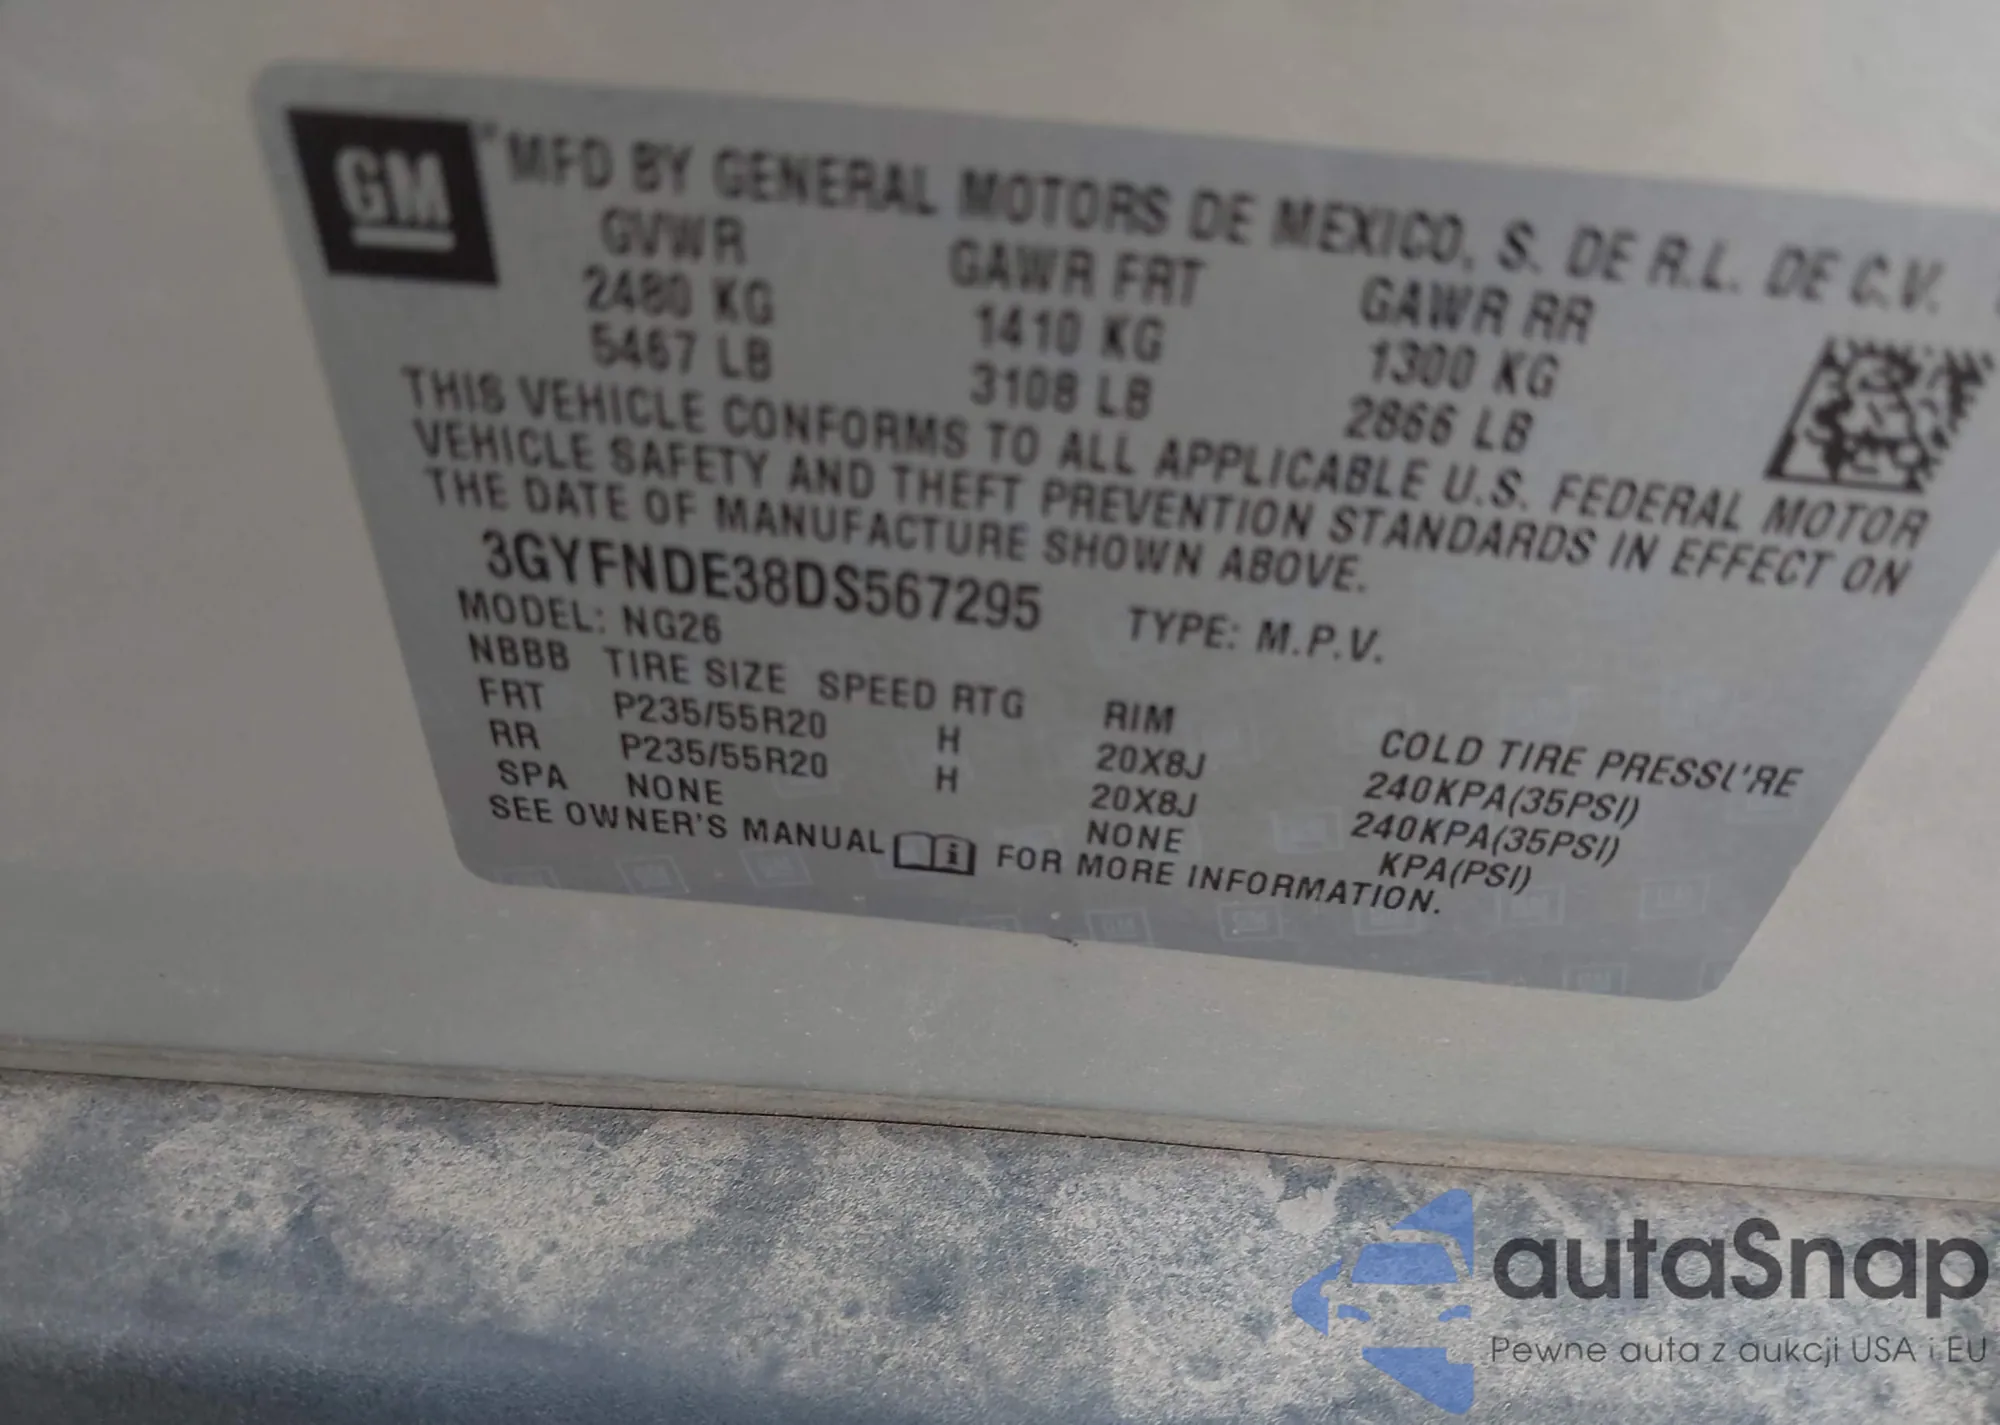 GM MFD BY GENERAL MOTORS DE MEXICO, S. DE R.L. DE C.V.
GVWR GAWR FRT GAWR RR
2480 KG 1410 KG 1300 KG
5467 LB 3108 LB 2866 LB
THIS VEHICLE CONFORMS TO ALL APPLICABLE U.S. FEDERAL MOTOR
VEHICLE SAFETY AND THEFT PREVENTION STANDARDS IN EFFECT ON
THE DATE OF MANUFACTURE SHOWN ABOVE.
3GYFNDE38DS567295 TYPE: M.P.V.
MODEL: NG26
NBBB TIRE SIZE SPEED RTG RIM COLD TIRE PRESSURE
FRT P235/55R20 H 20X8J 240KPA(35PSI)
RR P235/55R20 H 20X8J 240KPA(35PSI)
SPA NONE NONE KPA(PSI)
SEE OWNER'S MANUAL FOR MORE INFORMATION.
autaSnap
Pewne auta z aukcji USA i EU